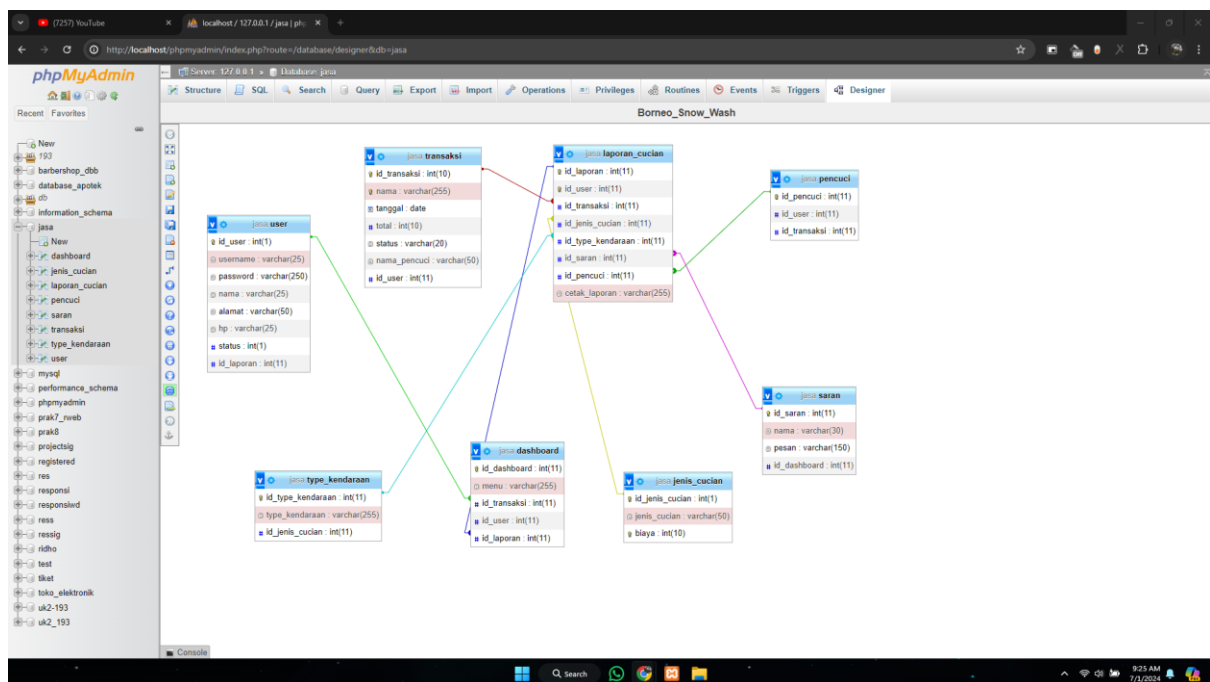 (7257) YouTube
localhost / 127.0.0.1 / jasa | php
http://localhost/phpmyadmin/index.php?route=/database/designer&db=jasa
phpMyAdmin
Recent Favorites
New
193
barbershop_dbb
database_apotek
db
information_schema
jasa
New
dashboard
jenis_cucian
laporan_cucian
pencuci
saran
transaksi
type_kendaraan
user
mysql
performance_schema
phpmyadmin
prak7_rweb
prak8
projectsig
registered
res
responsi
responsiwd
ress
ressig
ridho
test
tiket
toko_elektronik
uk2-193
uk2_193
Server: 127.0.0.1 » Database: jasa
Structure SQL Search Query Export Import Operations Privileges Routines Events Triggers Designer
Borneo_Snow_Wash
jasa transaksi
id_transaksi : int(10)
nama : varchar(255)
tanggal : date
total : int(10)
status : varchar(20)
nama_pencuci : varchar(50)
id_user : int(11)
jasa laporan_cucian
id_laporan : int(11)
id_user : int(11)
id_transaksi : int(11)
id_jenis_cucian : int(11)
id_type_kendaraan : int(11)
id_saran : int(11)
id_pencuci : int(11)
cetak_laporan : varchar(255)
jasa pencuci
id_pencuci : int(11)
id_user : int(11)
id_transaksi : int(11)
jasa user
id_user : int(1)
username : varchar(25)
password : varchar(250)
nama : varchar(25)
alamat : varchar(50)
hp : varchar(25)
status : int(1)
id_laporan : int(11)
jasa saran
id_saran : int(11)
nama : varchar(30)
pesan : varchar(150)
id_dashboard : int(11)
jasa dashboard
id_dashboard : int(11)
menu : varchar(255)
id_transaksi : int(11)
id_user : int(11)
id_laporan : int(11)
jasa type_kendaraan
id_type_kendaraan : int(11)
type_kendaraan : varchar(255)
id_jenis_cucian : int(11)
jasa jenis_cucian
id_jenis_cucian : int(1)
jenis_cucian : varchar(50)
biaya : int(10)
Console
Search
9:25 AM
7/1/2024